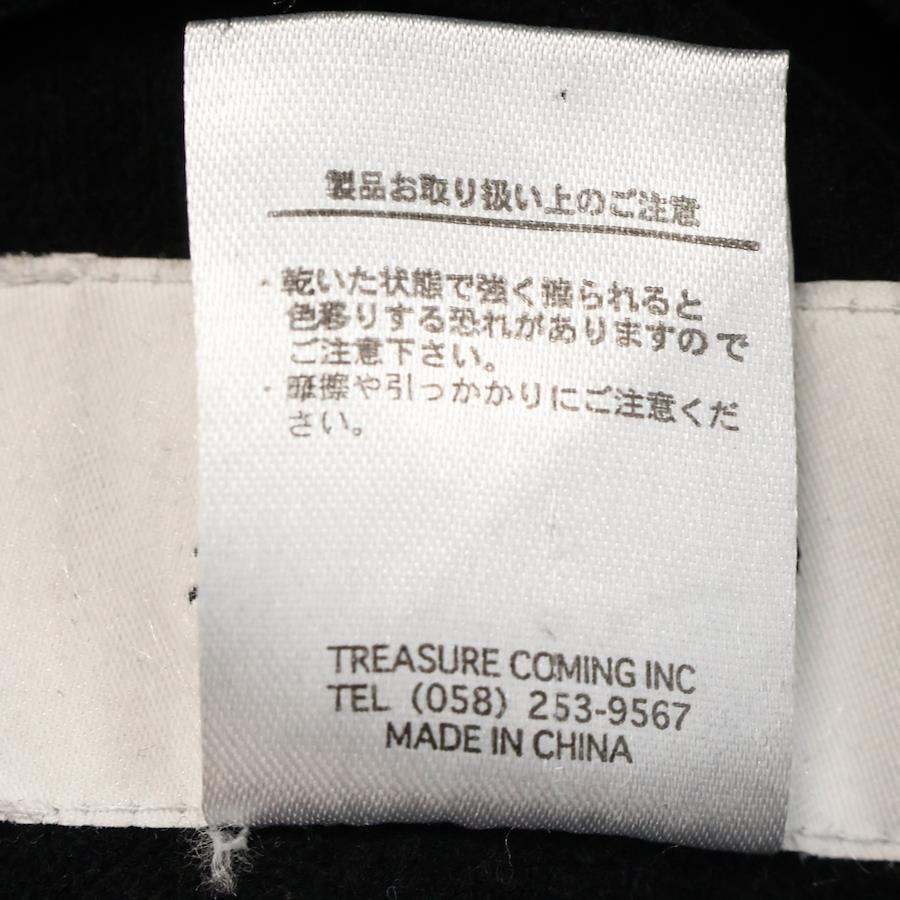 製品お取り扱い上のご注意
・乾いた状態で強く擦られると
色移りする恐れがありますので
ご注意下さい。
・摩擦や引っかかりにご注意くだ
さい。
TREASURE COMING INC
TEL (058) 253-9567
MADE IN CHINA